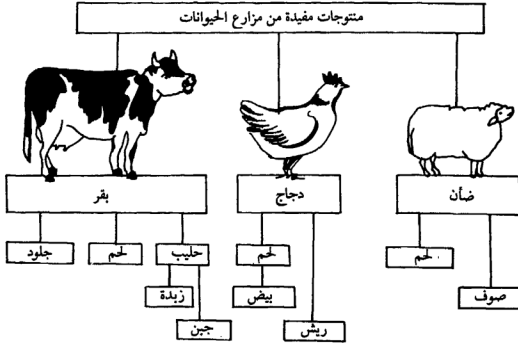 منتوجات مفيدة من مزارع الحيوانات
ضأن
دجاج
بقر
لحم
لحم
حليب
لحم
جلود
صوف
بيض
زبدة
ريش
جبن